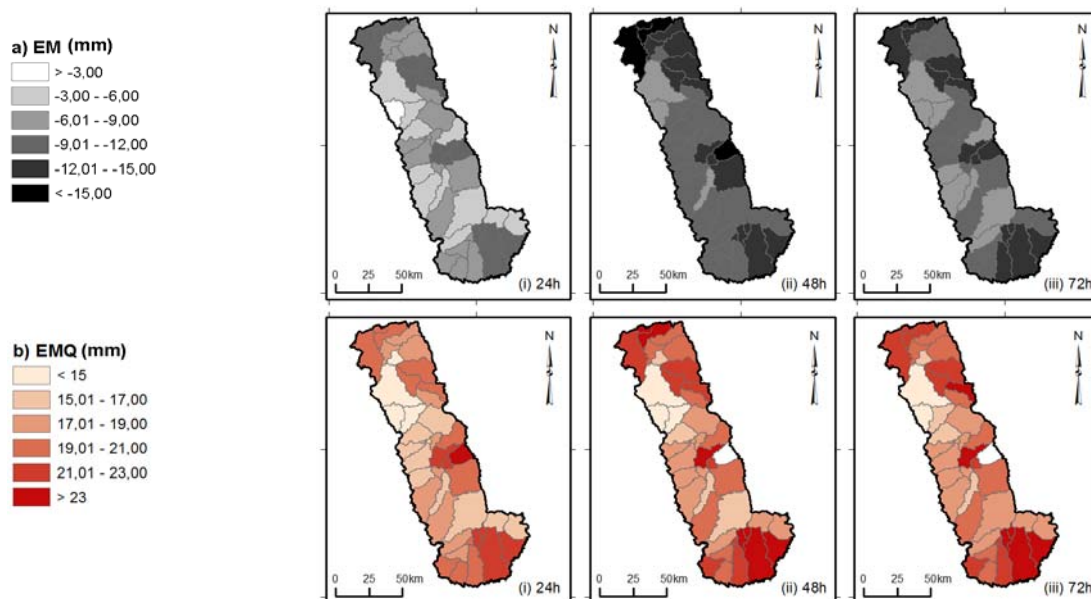 a) EM (mm)
> -3,00
-3,00 - -6,00
-6,01 - -9,00
-9,01 - -12,00
-12,01 - -15,00
< -15,00
N
0 25 50km
(i) 24h
N
0 25 50km
(ii) 48h
N
0 25 50km
(iii) 72h
b) EMQ (mm)
< 15
15,01 - 17,00
17,01 - 19,00
19,01 - 21,00
21,01 - 23,00
> 23
N
0 25 50km
(i) 24h
N
0 25 50km
(ii) 48h
N
0 25 50km
(iii) 72h